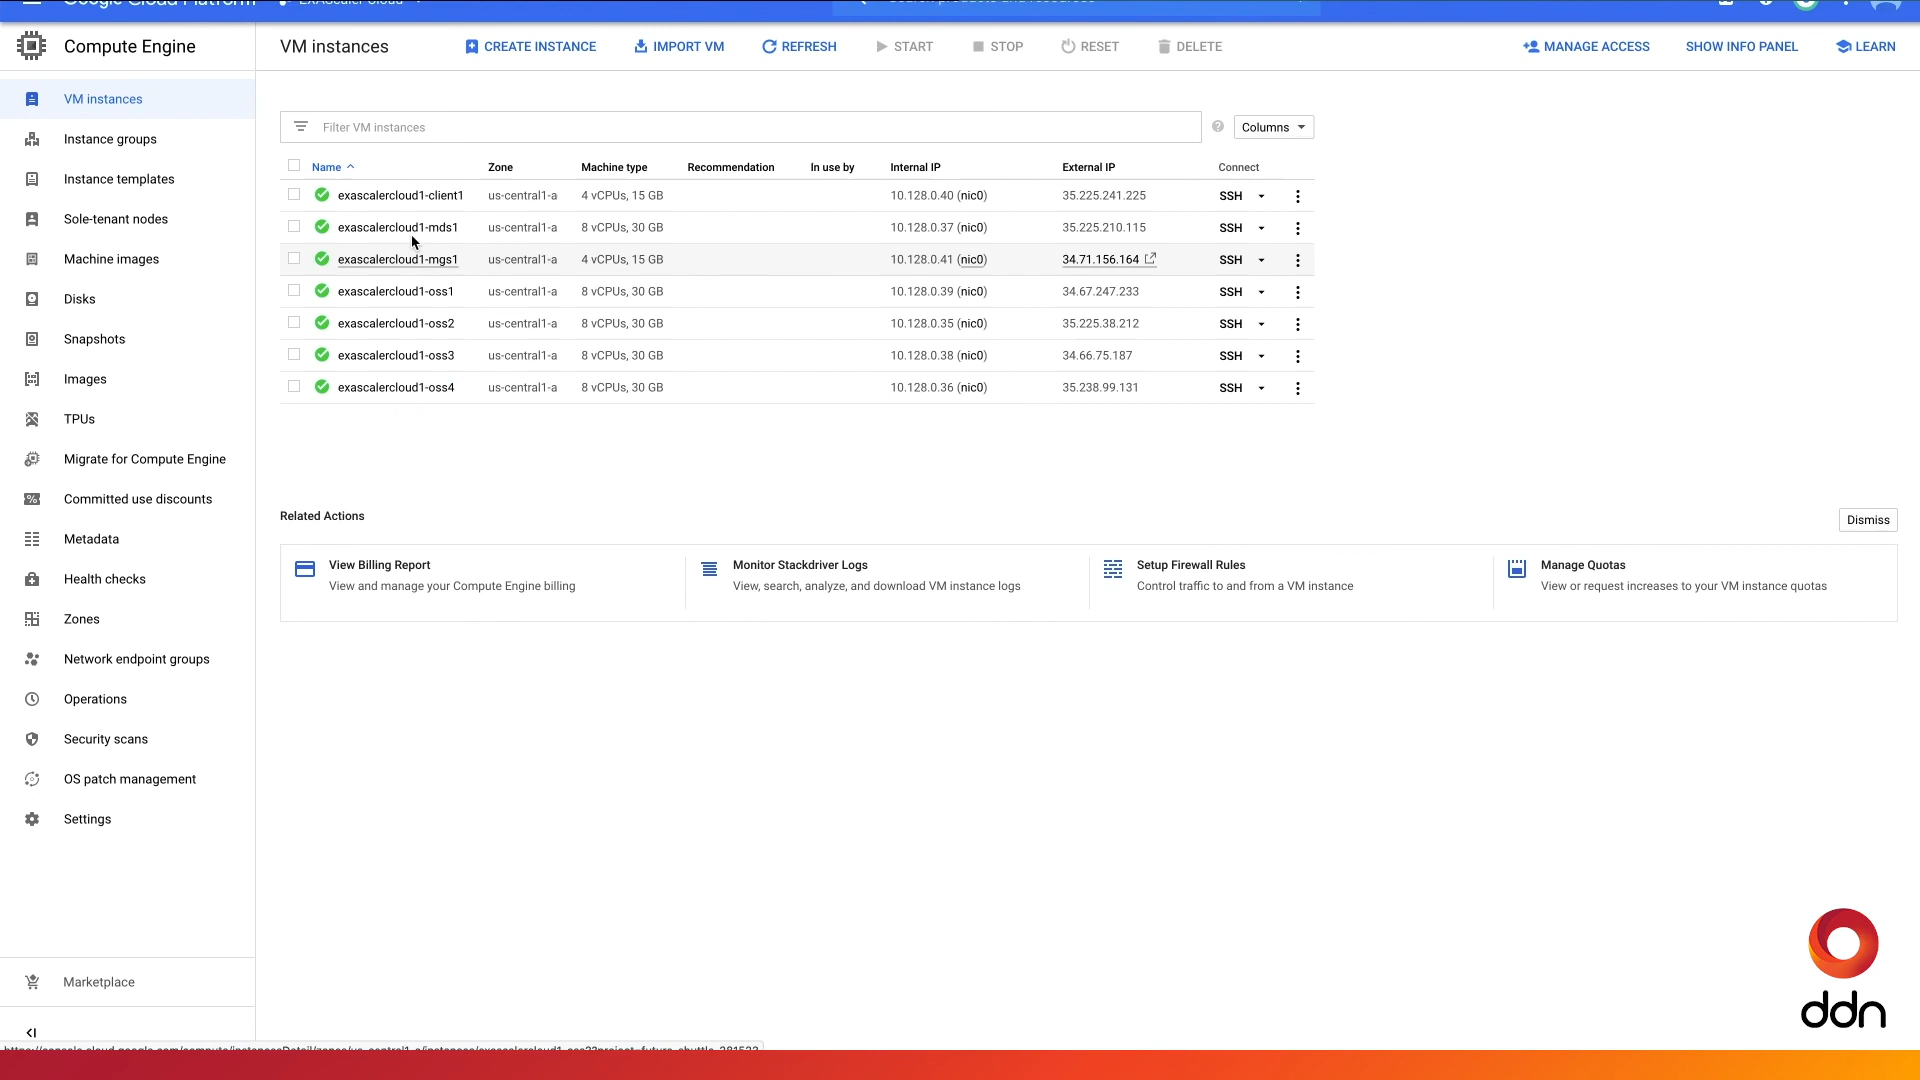 Google Cloud Platform EXAScaler Cloud
Search products and resources
Compute Engine
VM instances CREATE INSTANCE IMPORT VM REFRESH START STOP RESET DELETE MANAGE ACCESS SHOW INFO PANEL LEARN
VM instances
Instance groups
Instance templates
Sole-tenant nodes
Machine images
Disks
Snapshots
Images
TPUs
Migrate for Compute Engine
Committed use discounts
Metadata
Health checks
Zones
Network endpoint groups
Operations
Security scans
OS patch management
Settings
Marketplace
Filter VM instances Columns
Name Zone Machine type Recommendation In use by Internal IP External IP Connect
exascalercloud1-client1 us-central1-a 4 vCPUs, 15 GB 10.128.0.40 (nic0) 35.225.241.225 SSH
exascalercloud1-mds1 us-central1-a 8 vCPUs, 30 GB 10.128.0.37 (nic0) 35.225.210.115 SSH
exascalercloud1-mgs1 us-central1-a 4 vCPUs, 15 GB 10.128.0.41 (nic0) 34.71.156.164 SSH
exascalercloud1-oss1 us-central1-a 8 vCPUs, 30 GB 10.128.0.39 (nic0) 34.67.247.233 SSH
exascalercloud1-oss2 us-central1-a 8 vCPUs, 30 GB 10.128.0.35 (nic0) 35.225.38.212 SSH
exascalercloud1-oss3 us-central1-a 8 vCPUs, 30 GB 10.128.0.38 (nic0) 34.66.75.187 SSH
exascalercloud1-oss4 us-central1-a 8 vCPUs, 30 GB 10.128.0.36 (nic0) 35.238.99.131 SSH
Related Actions Dismiss
View Billing Report
View and manage your Compute Engine billing
Monitor Stackdriver Logs
View, search, analyze, and download VM instance logs
Setup Firewall Rules
Control traffic to and from a VM instance
Manage Quotas
View or request increases to your VM instance quotas
ddn